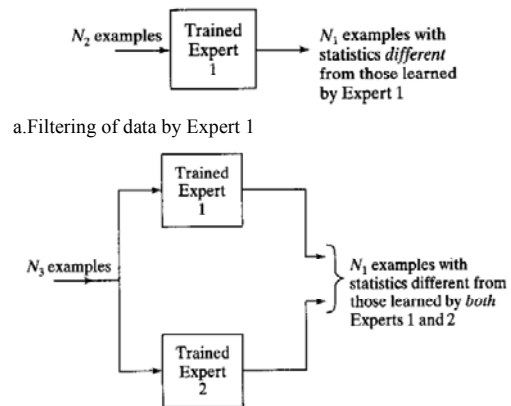 N₂ examples
Trained
Expert
1
N₁ examples with
statistics different
from those learned
by Expert 1
a.Filtering of data by Expert 1
Trained
Expert
1
N₃ examples
N₁ examples with
statistics different from
those learned by both
Experts 1 and 2
Trained
Expert
2